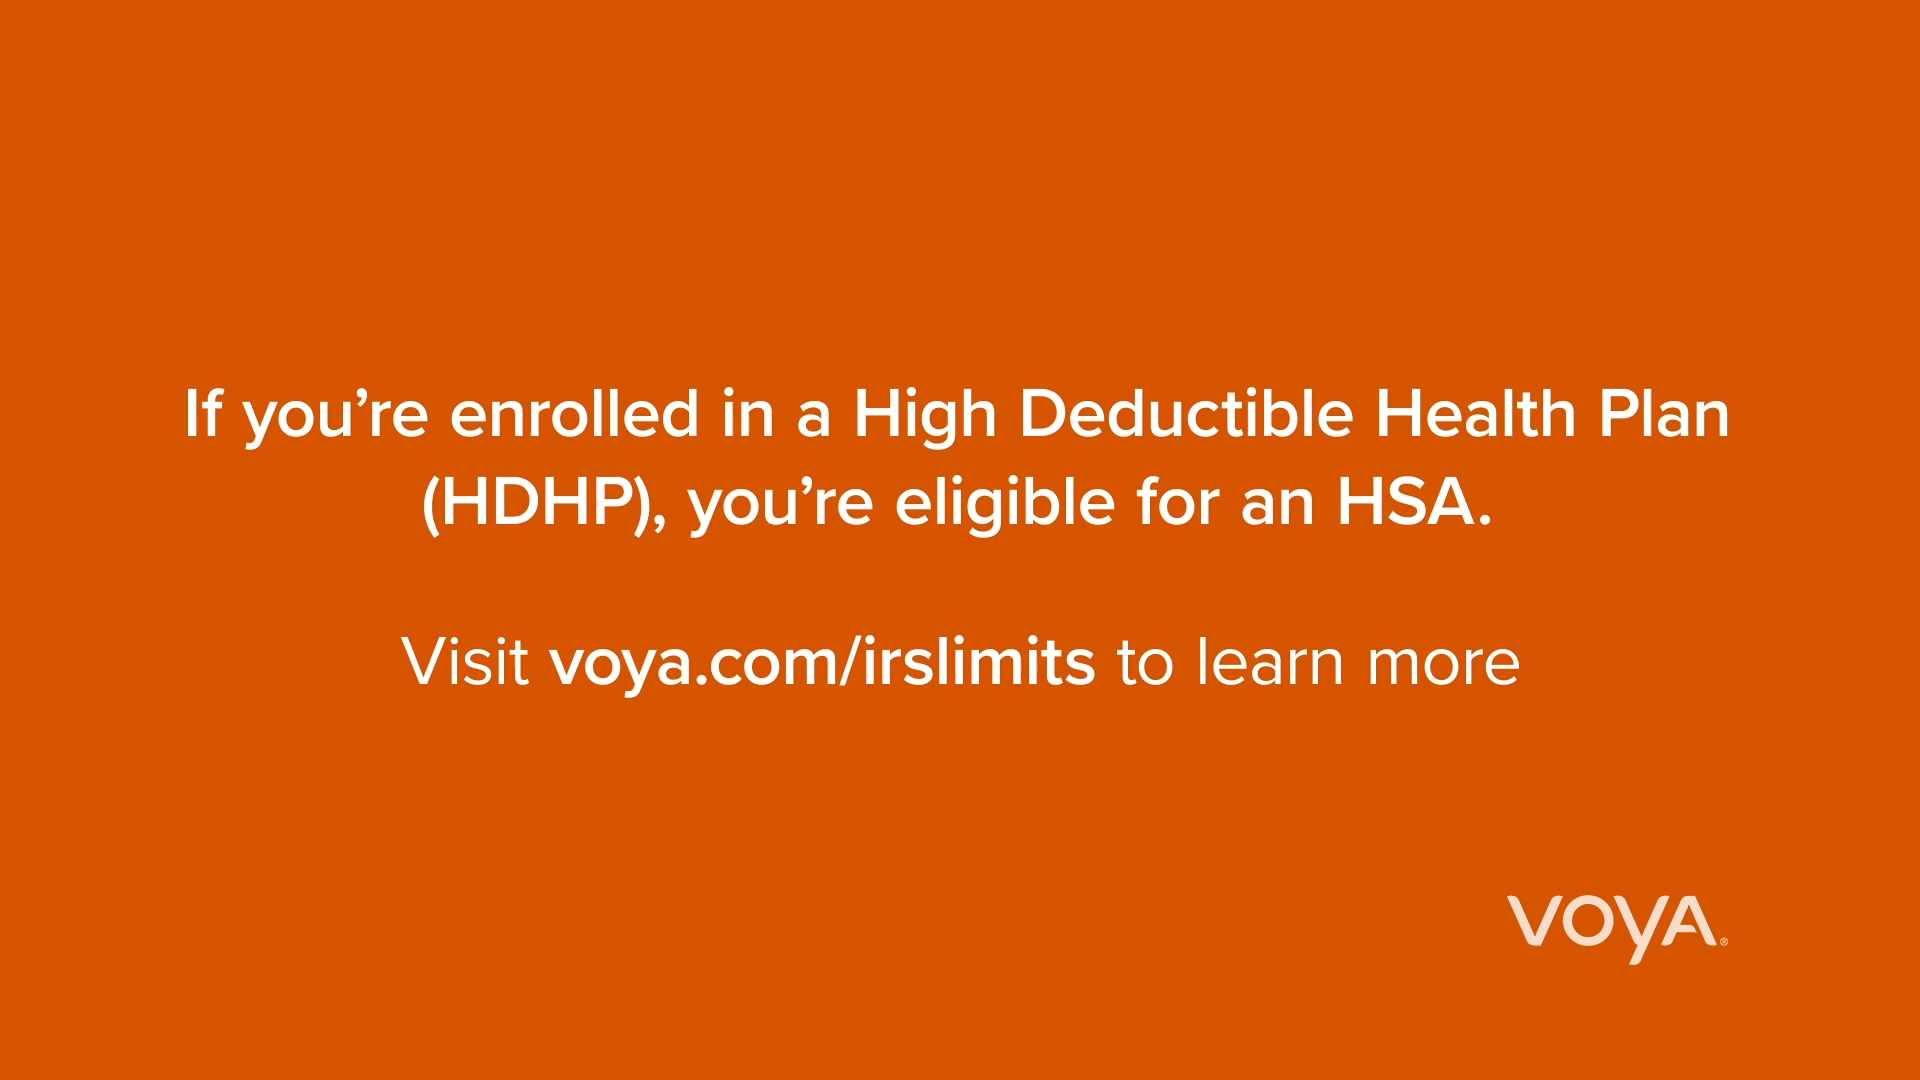 If you’re enrolled in a High Deductible Health Plan
(HDHP), you’re eligible for an HSA.
Visit voya.com/irslimits to learn more
VOYA®